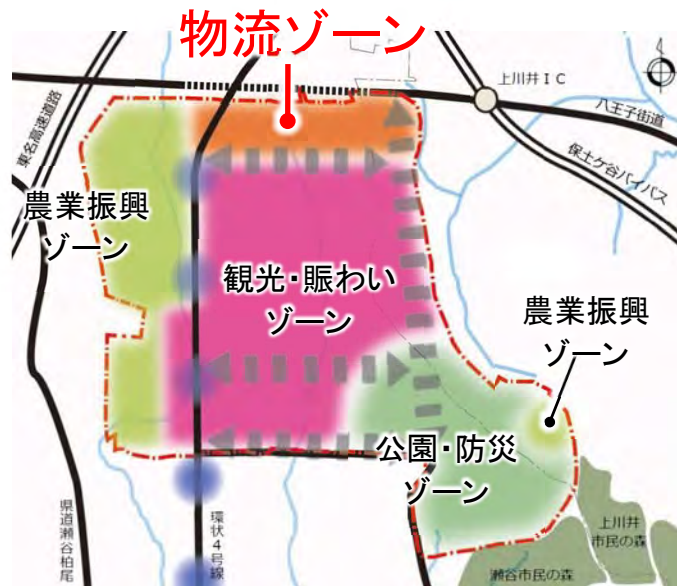 物流ゾーン
上川井IC
八王子街道
東名高速道路
保土ケ谷バイパス
農業振興
ゾーン
観光・賑わい
ゾーン
農業振興
ゾーン
公園・防災
ゾーン
県道瀬谷柏尾
環状4号線
上川井
市民の森
瀬谷市民の森